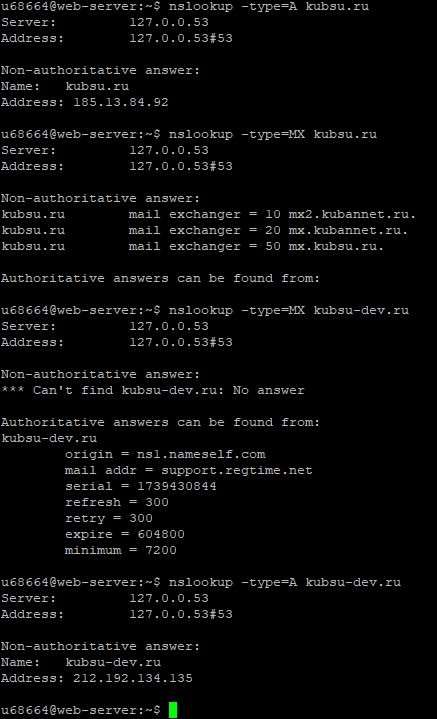 u68664@web-server:~$ nslookup -type=A kubsu.ru
Server:         127.0.0.53
Address:        127.0.0.53#53
Non-authoritative answer:
Name:   kubsu.ru
Address: 185.13.84.92
u68664@web-server:~$ nslookup -type=MX kubsu.ru
Server:         127.0.0.53
Address:        127.0.0.53#53
Non-authoritative answer:
kubsu.ru        mail exchanger = 10 mx2.kubannet.ru.
kubsu.ru        mail exchanger = 20 mx.kubannet.ru.
kubsu.ru        mail exchanger = 50 mx.kubsu.ru.
Authoritative answers can be found from:
u68664@web-server:~$ nslookup -type=MX kubsu-dev.ru
Server:         127.0.0.53
Address:        127.0.0.53#53
Non-authoritative answer:
*** Can't find kubsu-dev.ru: No answer
Authoritative answers can be found from:
kubsu-dev.ru
        origin = ns1.nameself.com
        mail addr = support.regtime.net
        serial = 1739430844
        refresh = 300
        retry = 300
        expire = 604800
        minimum = 7200
u68664@web-server:~$ nslookup -type=A kubsu-dev.ru
Server:         127.0.0.53
Address:        127.0.0.53#53
Non-authoritative answer:
Name:   kubsu-dev.ru
Address: 212.192.134.135
u68664@web-server:~$